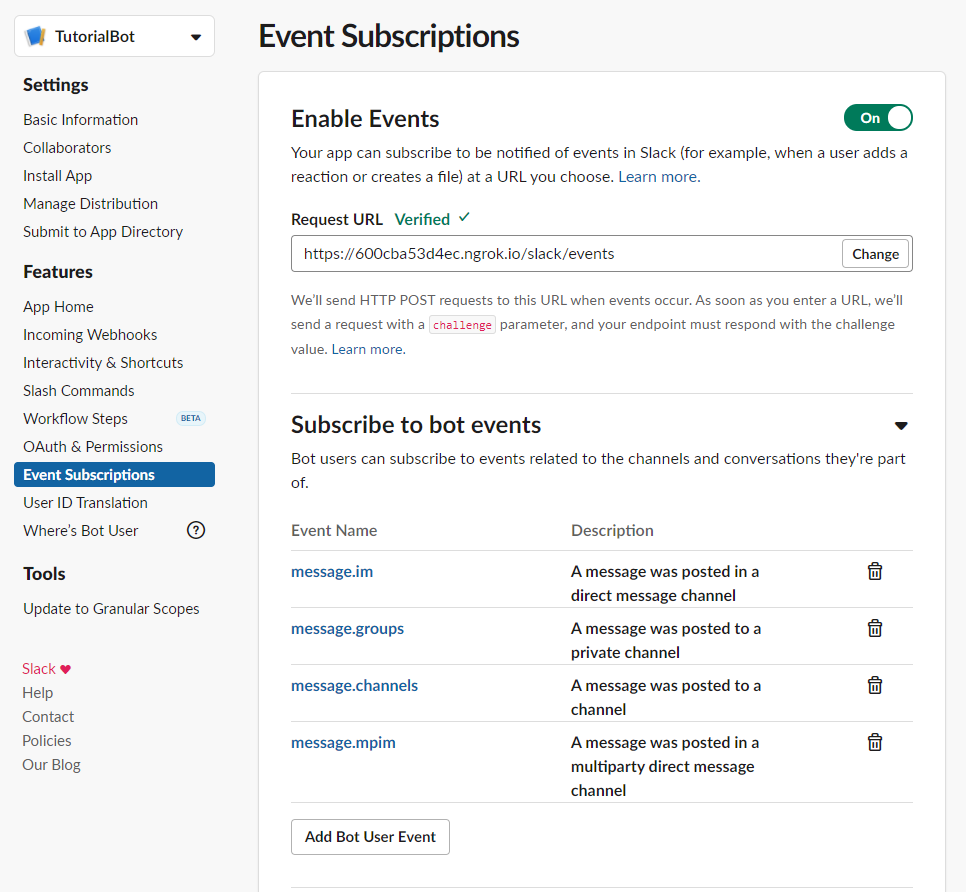 TutorialBot
Settings
Basic Information
Collaborators
Install App
Manage Distribution
Submit to App Directory
Features
App Home
Incoming Webhooks
Interactivity & Shortcuts
Slash Commands
Workflow Steps BETA
OAuth & Permissions
Event Subscriptions
User ID Translation
Where's Bot User ?
Tools
Update to Granular Scopes
Slack ♥
Help
Contact
Policies
Our Blog
Event Subscriptions
Enable Events On
Your app can subscribe to be notified of events in Slack (for example, when a user adds a
reaction or creates a file) at a URL you choose. Learn more.
Request URL Verified ✓
https://600cba53d4ec.ngrok.io/slack/events Change
We'll send HTTP POST requests to this URL when events occur. As soon as you enter a URL, we'll
send a request with a challenge parameter, and your endpoint must respond with the challenge
value. Learn more.
Subscribe to bot events
Bot users can subscribe to events related to the channels and conversations they're part
of.
Event Name Description
message.im A message was posted in a
direct message channel
message.groups A message was posted to a
private channel
message.channels A message was posted to a
channel
message.mpim A message was posted in a
multiparty direct message
channel
Add Bot User Event